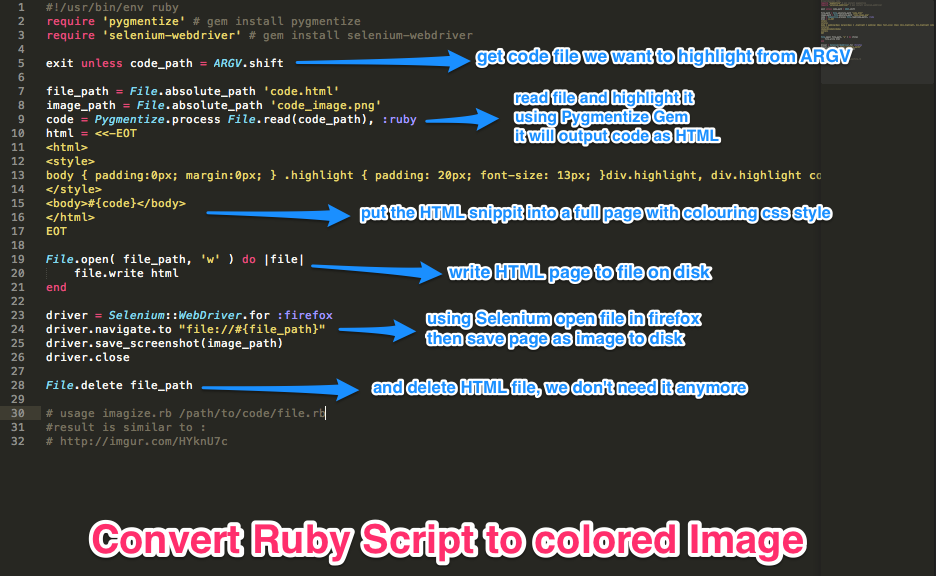 1 #!/usr/bin/env ruby
2 require 'pygmentize' # gem install pygmentize
3 require 'selenium-webdriver' # gem install selenium-webdriver
4
5 exit unless code_path = ARGV.shift
get code file we want to highlight from ARGV
6
7 file_path = File.absolute_path 'code.html'
8 image_path = File.absolute_path 'code_image.png'
9 code = Pygmentize.process File.read(code_path), :ruby
read file and highlight it
using Pygmentize Gem
it will output code as HTML
10 html = <<-EOT
11 <html>
12 <style>
13 body { padding:0px; margin:0px; } .highlight { padding: 20px; font-size: 13px; }div.highlight, div.highlight co
14 </style>
15 <body>#{code}</body>
put the HTML snippit into a full page with colouring css style
16 </html>
17 EOT
18
19 File.open( file_path, 'w' ) do |file|
write HTML page to file on disk
20 file.write html
21 end
22
23 driver = Selenium::WebDriver.for :firefox
24 driver.navigate.to "file://#{file_path}"
using Selenium open file in firefox
then save page as image to disk
25 driver.save_screenshot(image_path)
26 driver.close
27
28 File.delete file_path
and delete HTML file, we don't need it anymore
29
30 # usage imagize.rb /path/to/code/file.rb
31 #result is similar to :
32 # http://imgur.com/HYknU7c
Convert Ruby Script to colored Image